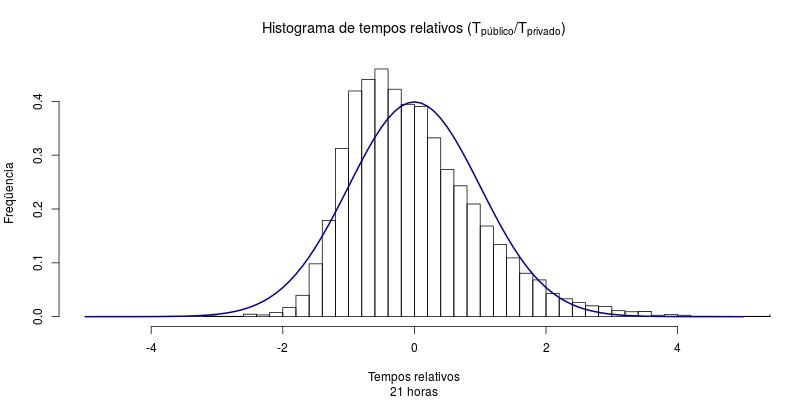 Histograma de tempos relativos (Tpúblico/Tprivado)
Freqüencia
0.4
0.3
0.2
0.1
0.0
-4 -2 0 2 4
Tempos relativos
21 horas